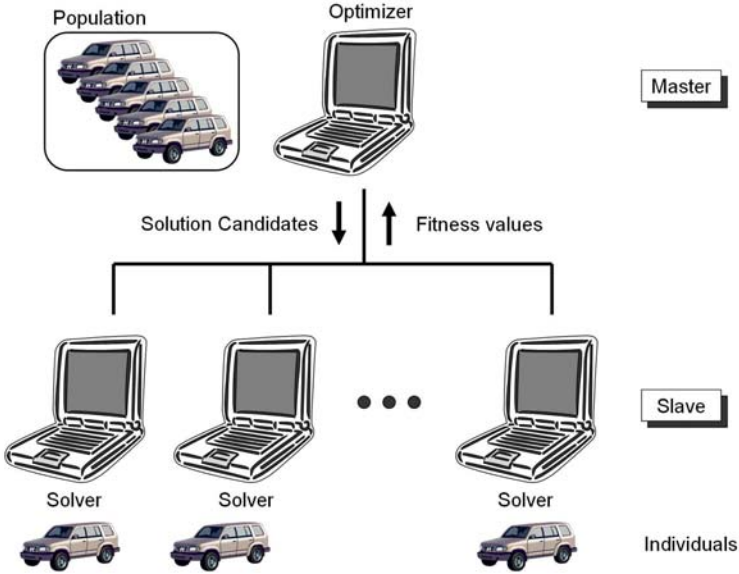 Population
Optimizer
Master
Solution Candidates
Fitness values
Slave
Solver
Solver
Solver
Individuals